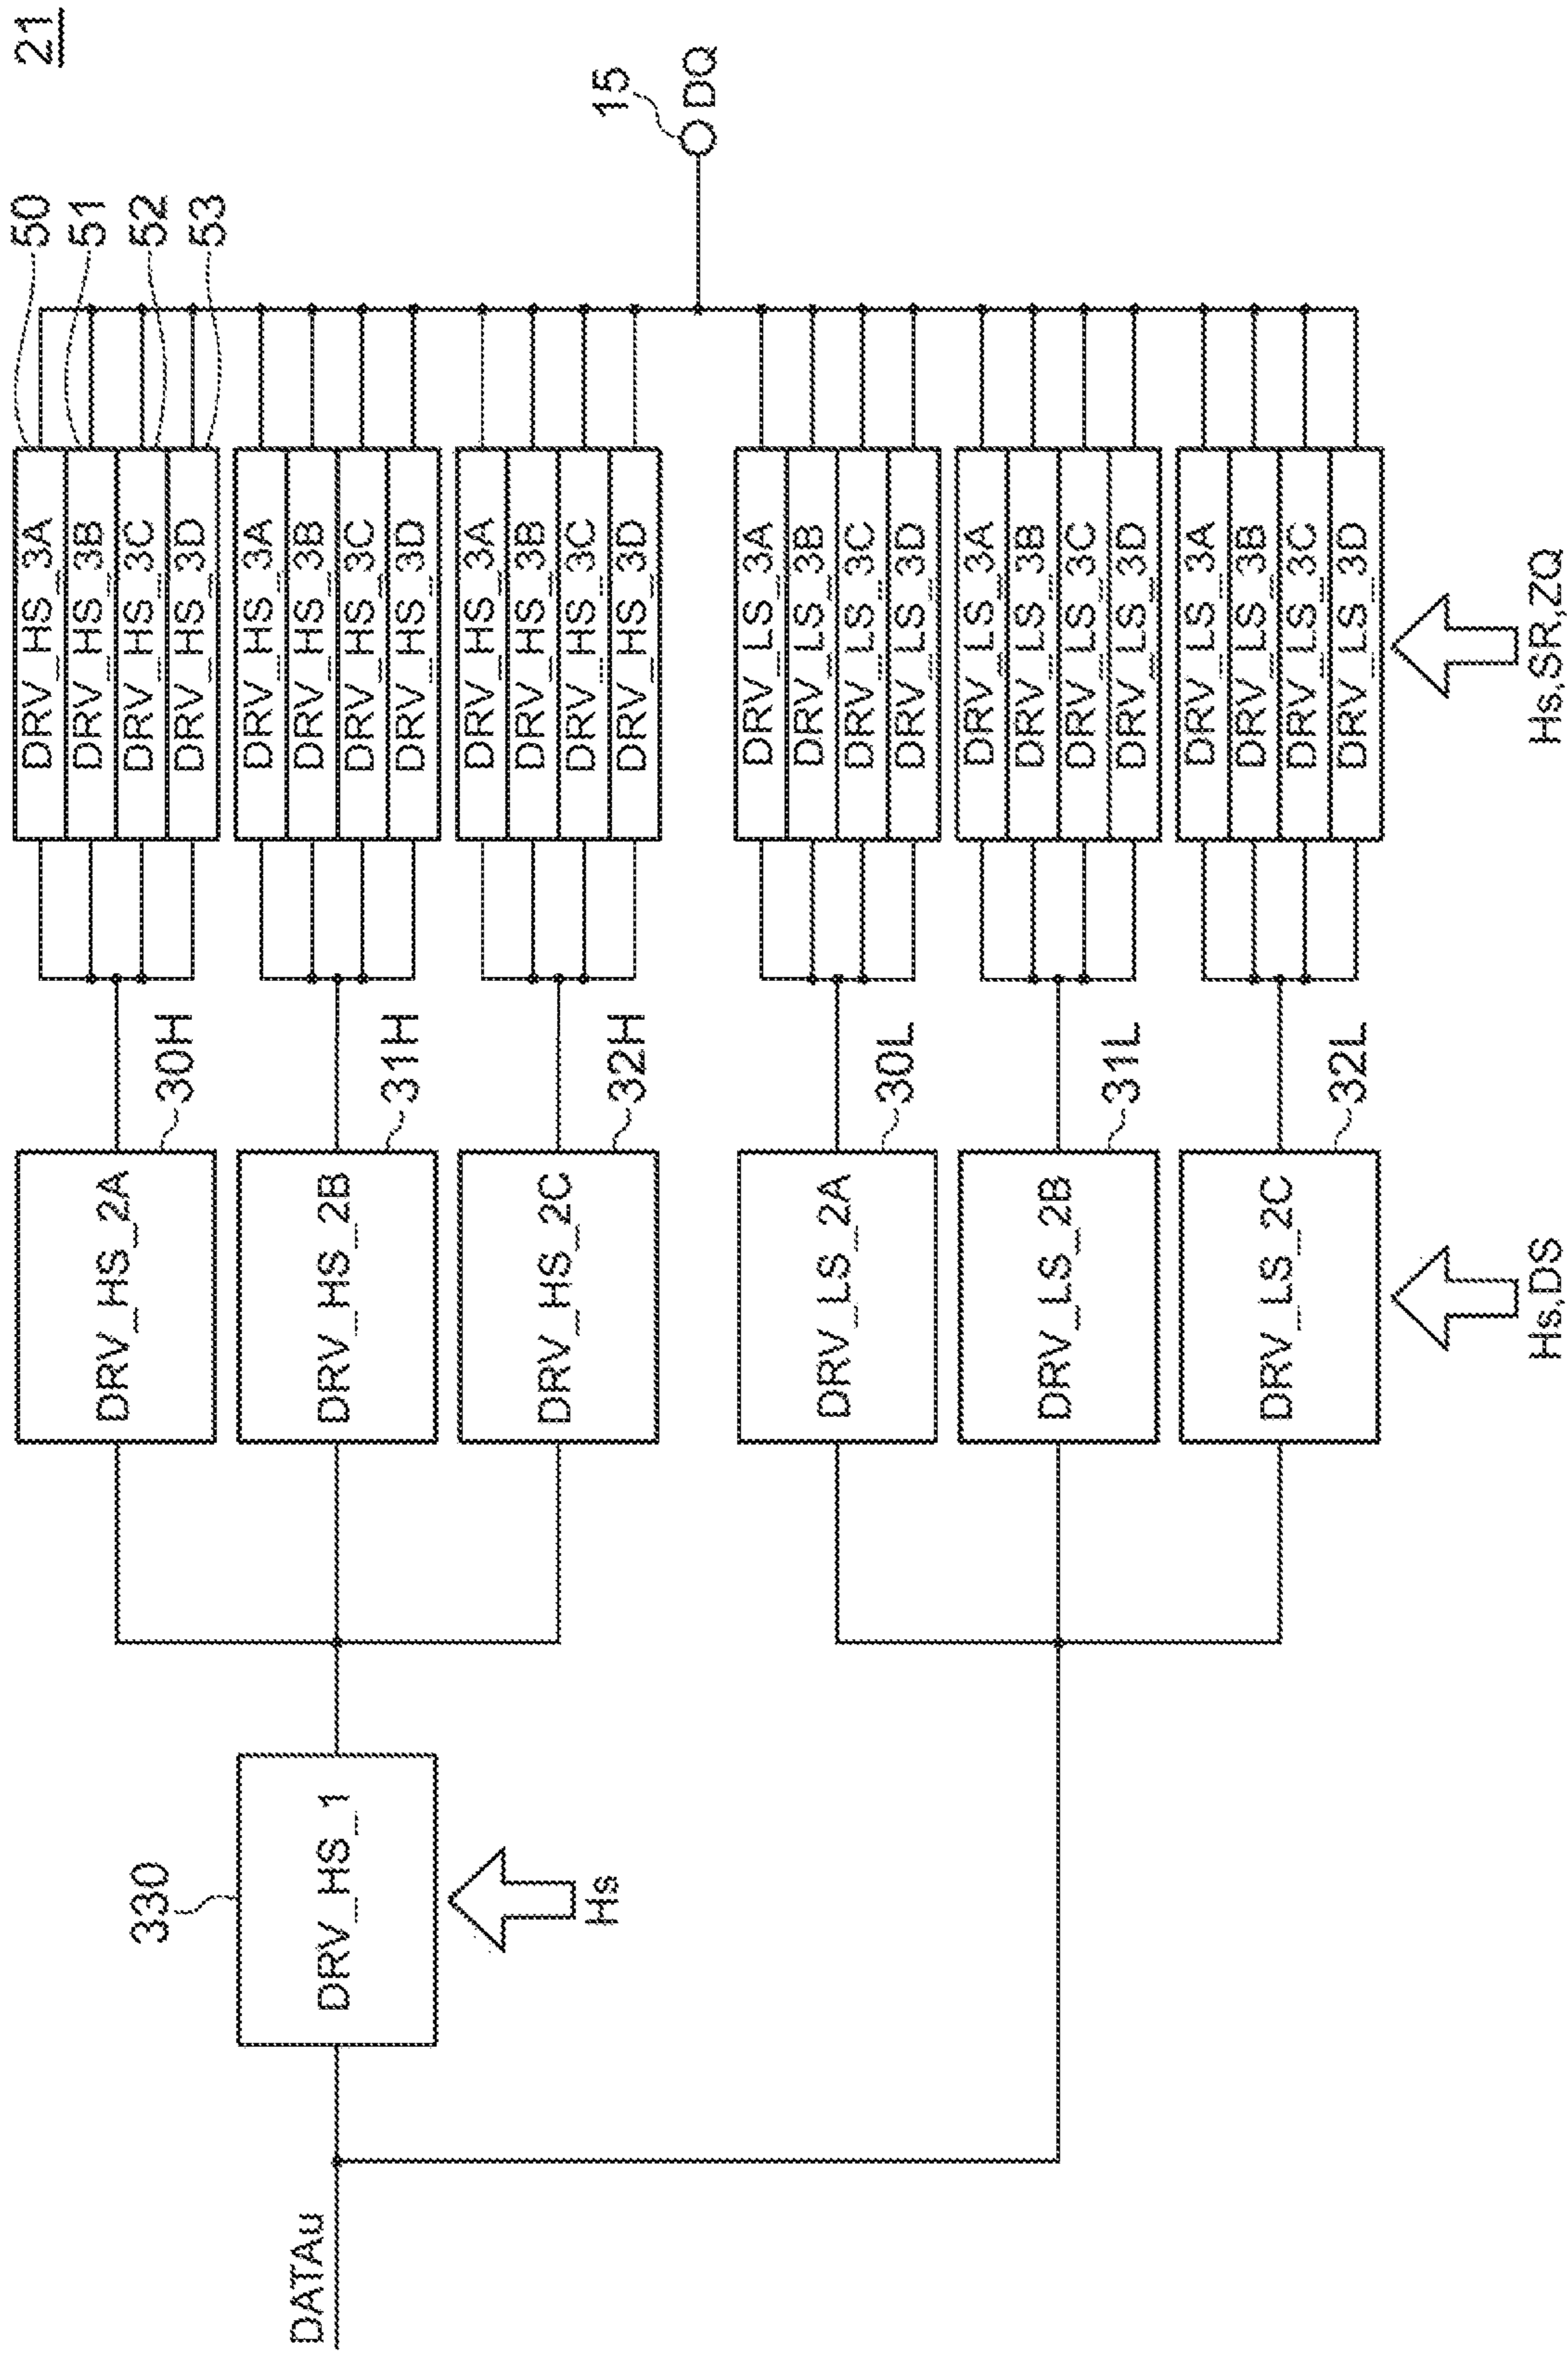 21
DATAu
330
DRV_HS_1
Hs
DRV_HS_2A
30H
DRV_HS_2B
31H
DRV_HS_2C
32H
DRV_LS_2A
30L
DRV_LS_2B
31L
DRV_LS_2C
32L
Hs,DS
DRV_HS_3A
DRV_HS_3B
DRV_HS_3C
DRV_HS_3D
50
51
52
53
DRV_HS_3A
DRV_HS_3B
DRV_HS_3C
DRV_HS_3D
DRV_HS_3A
DRV_HS_3B
DRV_HS_3C
DRV_HS_3D
DRV_LS_3A
DRV_LS_3B
DRV_LS_3C
DRV_LS_3D
DRV_LS_3A
DRV_LS_3B
DRV_LS_3C
DRV_LS_3D
DRV_LS_3A
DRV_LS_3B
DRV_LS_3C
DRV_LS_3D
Hs,SR,ZQ
15
DQ